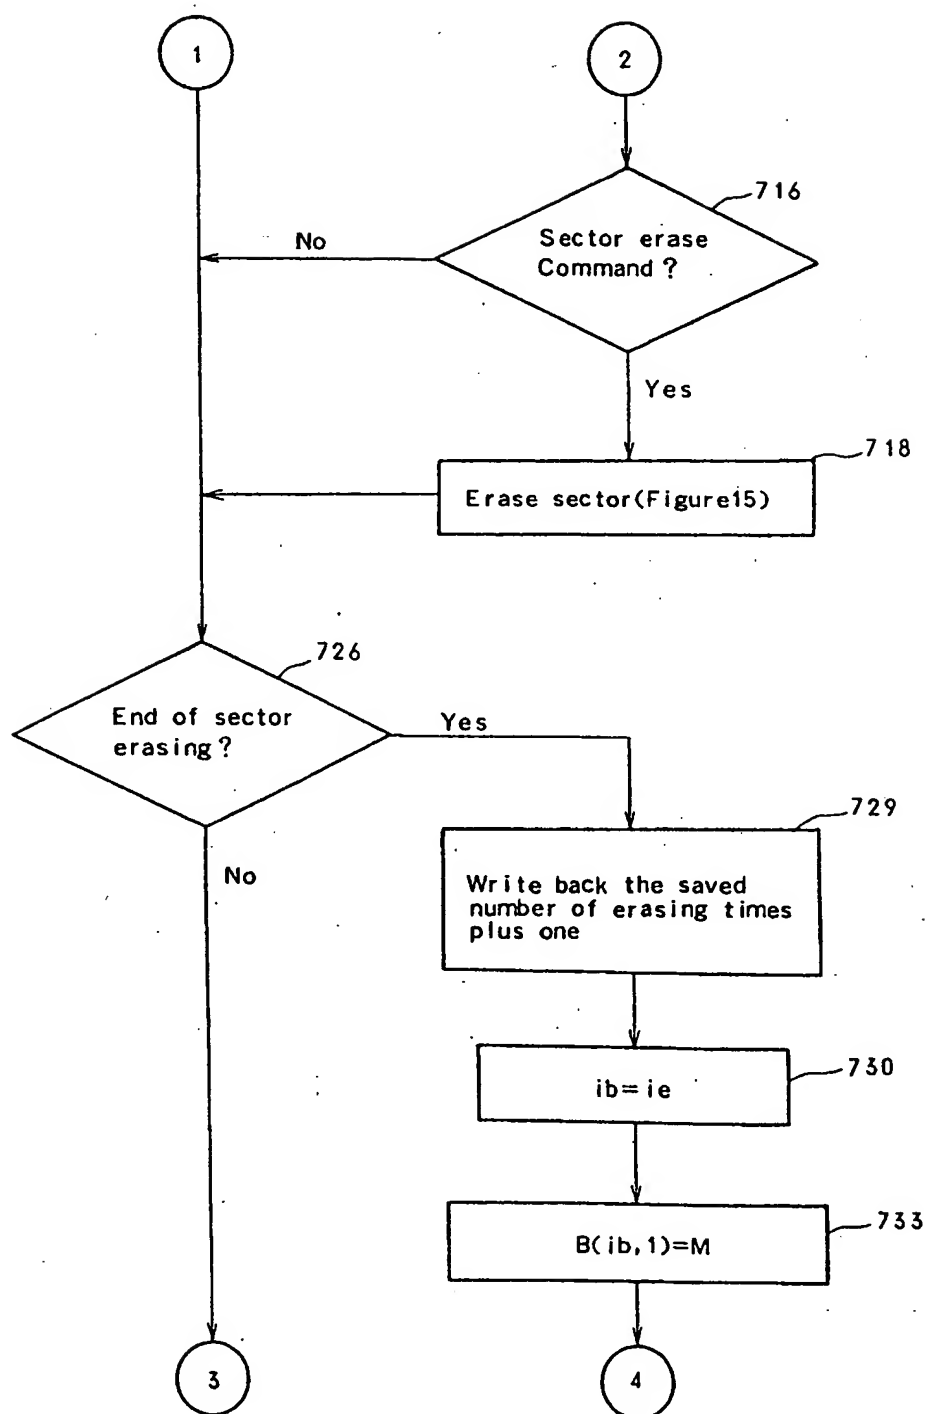 1
2
716
Sector erase
Command ?
No
Yes
718
Erase sector(Figure15)
726
End of sector
erasing ?
Yes
No
729
Write back the saved
number of erasing times
plus one
730
ib=ie
733
B(ib,1)=M
3
4